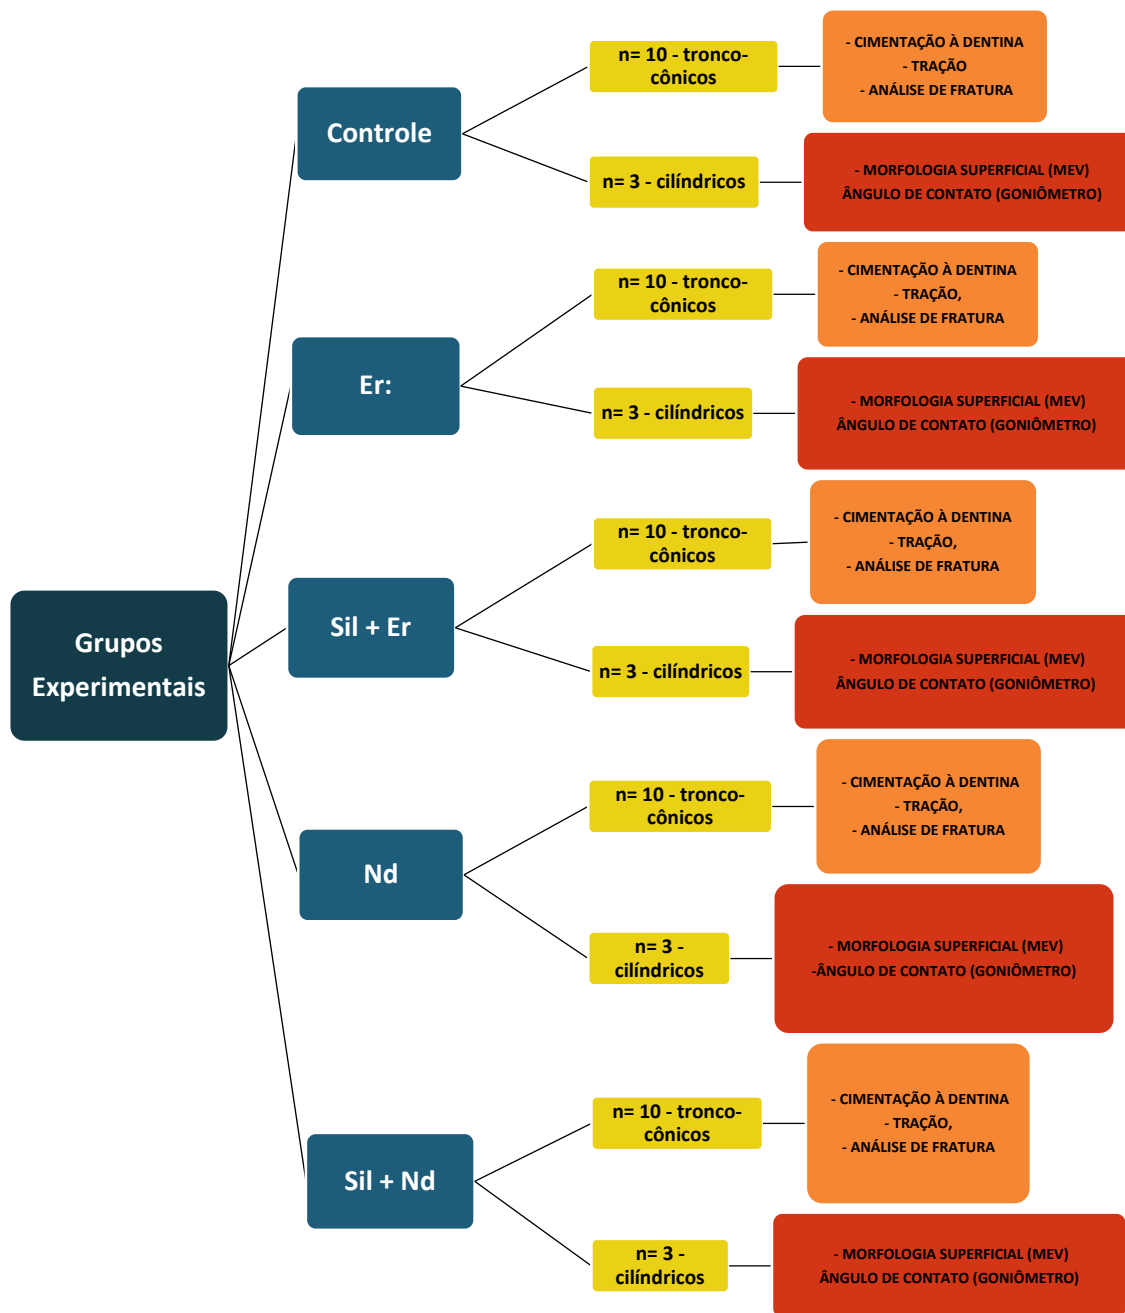 Grupos
Experimentais
Controle
n= 10 - tronco-
cônicos
- CIMENTAÇÃO À DENTINA
- TRAÇÃO
- ANÁLISE DE FRATURA
n= 3 - cilíndricos
- MORFOLOGIA SUPERFICIAL (MEV)
ÂNGULO DE CONTATO (GONIÔMETRO)
Er:
n= 10 - tronco-
cônicos
- CIMENTAÇÃO À DENTINA
- TRAÇÃO,
- ANÁLISE DE FRATURA
n= 3 - cilíndricos
- MORFOLOGIA SUPERFICIAL (MEV)
ÂNGULO DE CONTATO (GONIÔMETRO)
Sil + Er
n= 10 - tronco-
cônicos
- CIMENTAÇÃO À DENTINA
- TRAÇÃO,
- ANÁLISE DE FRATURA
n= 3 - cilíndricos
- MORFOLOGIA SUPERFICIAL (MEV)
ÂNGULO DE CONTATO (GONIÔMETRO)
Nd
n= 10 - tronco-
cônicos
- CIMENTAÇÃO À DENTINA
- TRAÇÃO,
- ANÁLISE DE FRATURA
n= 3 -
cilíndricos
- MORFOLOGIA SUPERFICIAL (MEV)
-ÂNGULO DE CONTATO (GONIÔMETRO)
Sil + Nd
n= 10 - tronco-
cônicos
- CIMENTAÇÃO À DENTINA
- TRAÇÃO,
- ANÁLISE DE FRATURA
n= 3 -
cilíndricos
- MORFOLOGIA SUPERFICIAL (MEV)
ÂNGULO DE CONTATO (GONIÔMETRO)